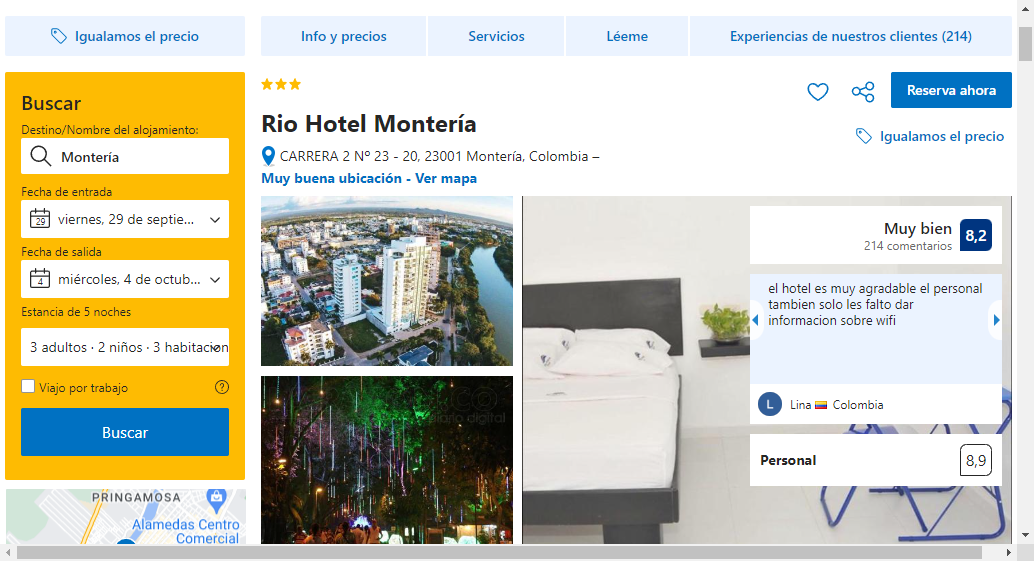 Igualamos el precio
Info y precios
Servicios
Léeme
Experiencias de nuestros clientes (214)
Buscar
Destino/Nombre del alojamiento:
Montería
Fecha de entrada
29
viernes, 29 de septie...
Fecha de salida
4
miércoles, 4 de octub...
Estancia de 5 noches
3 adultos · 2 niños · 3 habitacion
Viajo por trabajo
?
Buscar
PRINGAMOSA
Alamedas Centro
Comercial
Reserva ahora
Rio Hotel Montería
Igualamos el precio
CARRERA 2 Nº 23 - 20, 23001 Montería, Colombia –
Muy buena ubicación - Ver mapa
Muy bien
214 comentarios
8,2
el hotel es muy agradable el personal
tambien solo les falto dar
informacion sobre wifi
L
Lina Colombia
Personal
8,9
digital